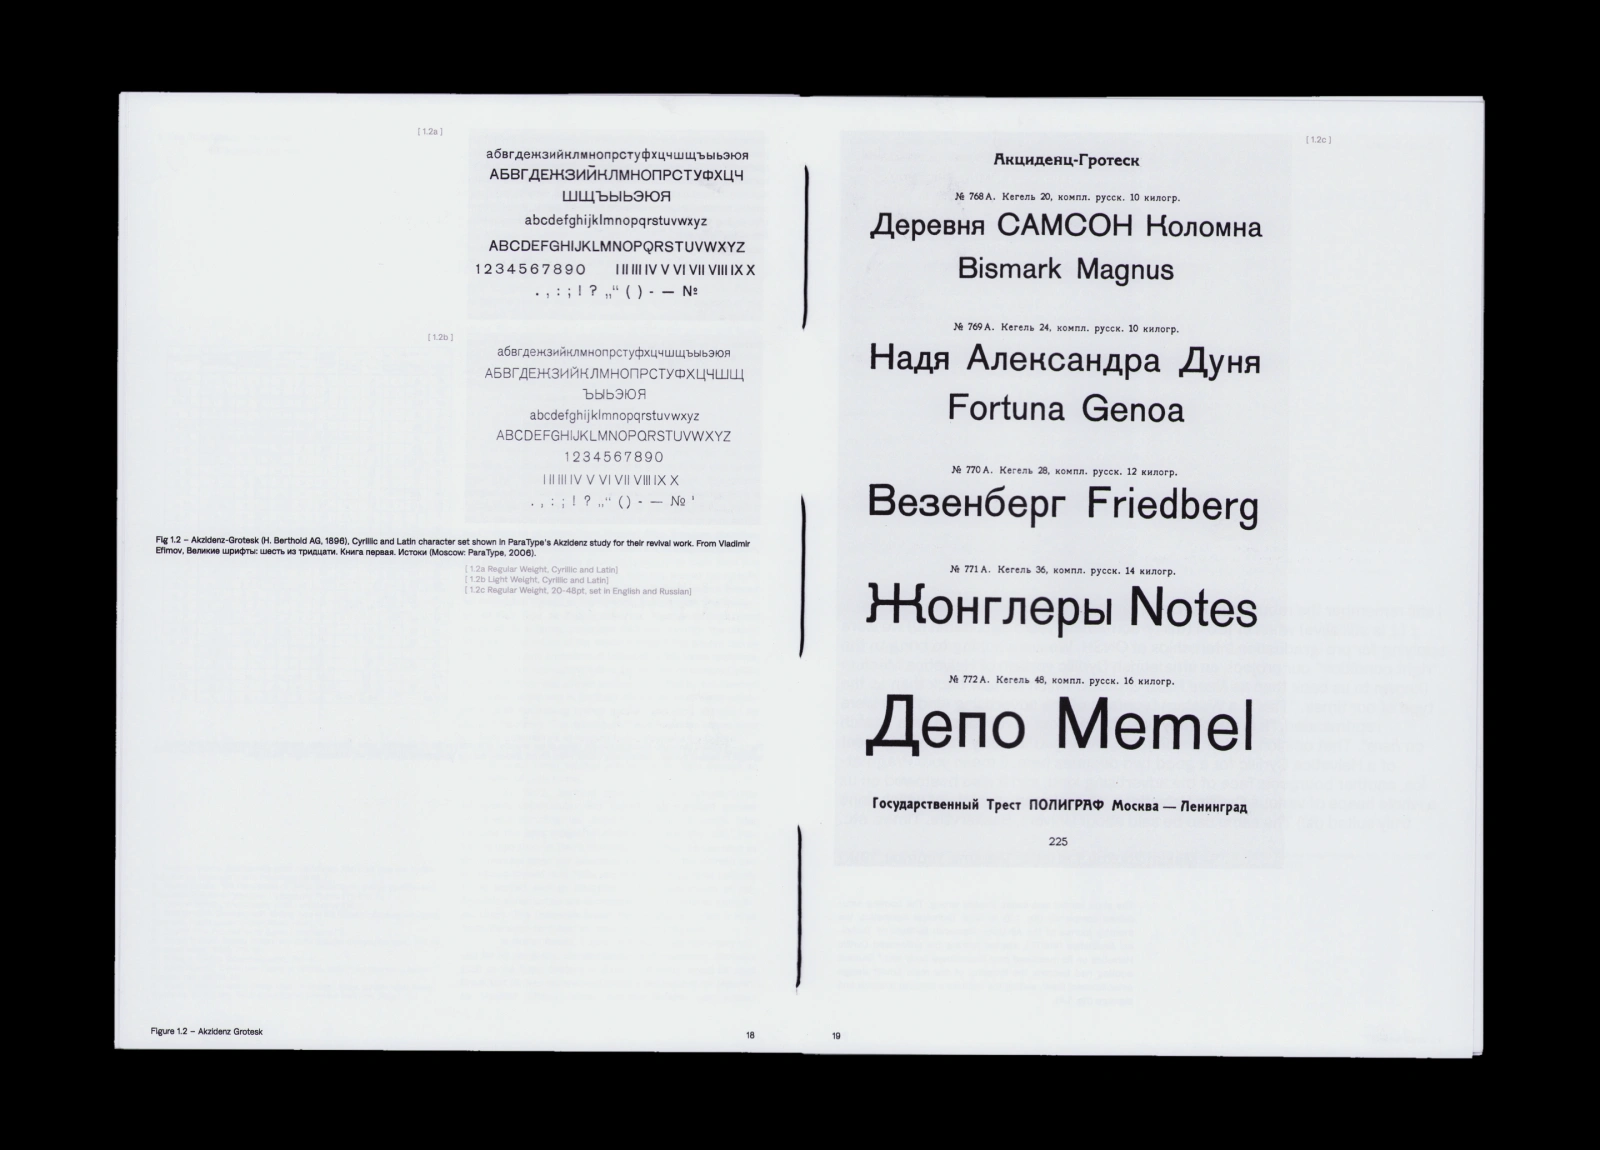 [ 1.2a ]
абвгдежзийклмнопрстуфхцчшщъыьэюя
АБВГДЕЖЗИЙКЛМНОПРСТУФХЦЧ
ШЩЪЫЬЭЮЯ
abcdefghijklmnopqrstuvwxyz
ABCDEFGHIJKLMNOPQRSTUVWXYZ
1234567890 I II III IV V VI VII VIII IX X
. , : ; ! ? „“ ( ) - — №
[ 1.2b ]
абвгдежзийклмнопрстуфхцчшщъыьэюя
АБВГДЕЖЗИЙКЛМНОПРСТУФХЦЧШЩ
ЪЫЬЭЮЯ
abcdefghijklmnopqrstuvwxyz
ABCDEFGHIJKLMNOPQRSTUVWXYZ
1234567890
I II III IV V VI VII VIII IX X
. , : ; ! ? „“ () - — № '
Fig 1.2 – Akzidenz-Grotesk (H. Berthold AG, 1896), Cyrillic and Latin character set shown in ParaType's Akzidenz study for their revival work. From Vladimir
Efimov, Великие шрифты: шесть из тридцати. Книга первая. Истоки (Moscow: ParaType, 2006).
[ 1.2a Regular Weight, Cyrillic and Latin]
[ 1.2b Light Weight, Cyrillic and Latin]
[ 1.2c Regular Weight, 20-48pt. set in English and Russian]
Figure 1.2 – Akzidenz Grotesk
18
[ 1.2c ]
Акциденц-Гротеск
№ 768 А. Кегель 20, компл. русск. 10 килогр.
Деревня САМСОН Коломна
Bismark Magnus
№ 769 А. Кегель 24, компл. русск. 10 килогр.
Надя Александра Дуня
Fortuna Genoa
№ 770 А. Кегель 28, компл. русск. 12 килогр.
Везенберг Friedberg
№ 771 А. Кегель 36, компл. русск. 14 килогр.
Жонглеры Notes
№ 772 А. Кегель 48, компл. русск. 16 килогр.
Депо Memel
Государственный Трест ПОЛИГРАФ Москва — Ленинград
225
19